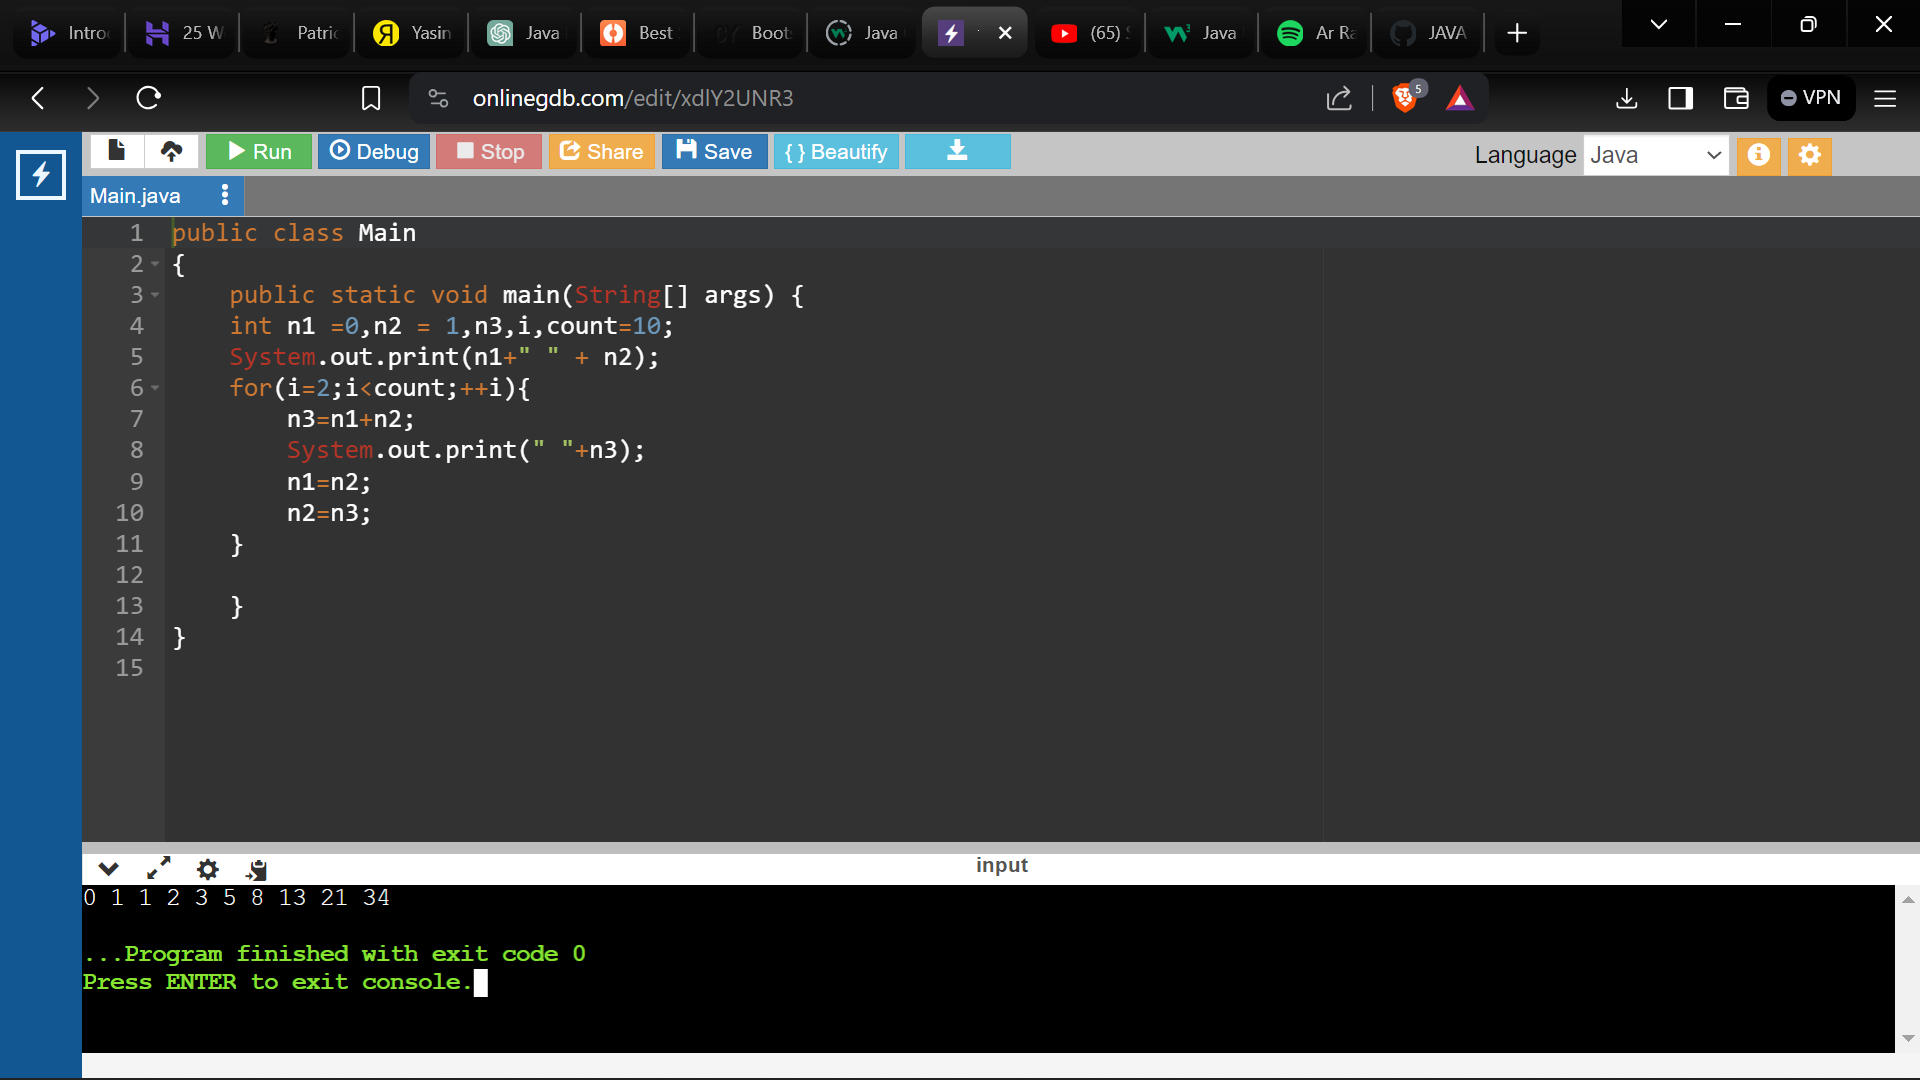 Intro 25 W Patric Yasin Java Best Boots Java (65) Java Ar Ra JAVA
onlinegdb.com/edit/xdlY2UNR3 5 VPN
Run Debug Stop Share Save { } Beautify Language Java
Main.java
1 public class Main
2 {
3 public static void main(String[] args) {
4 int n1 =0,n2 = 1,n3,i,count=10;
5 System.out.print(n1+" " + n2);
6 for(i=2;i<count;++i){
7 n3=n1+n2;
8 System.out.print(" "+n3);
9 n1=n2;
10 n2=n3;
11 }
12
13 }
14 }
15
input
0 1 1 2 3 5 8 13 21 34
...Program finished with exit code 0
Press ENTER to exit console.